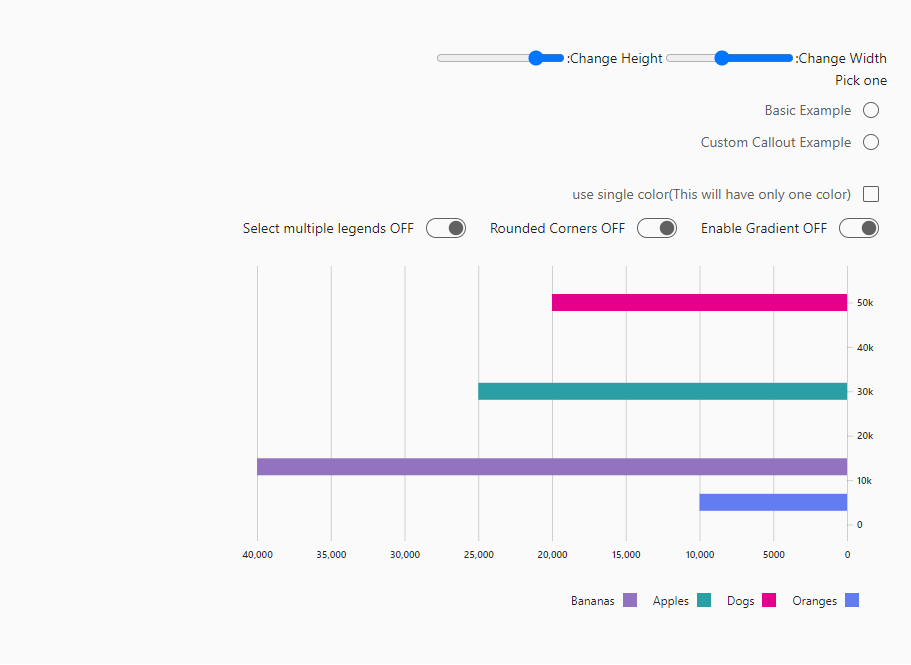 :Change Height :Change Width
Pick one
Basic Example
Custom Callout Example
use single color(This will have only one color)
Select multiple legends OFF Rounded Corners OFF Enable Gradient OFF
50k
40k
30k
20k
10k
0
40,000 35,000 30,000 25,000 20,000 15,000 10,000 5000 0
Bananas Apples Dogs Oranges